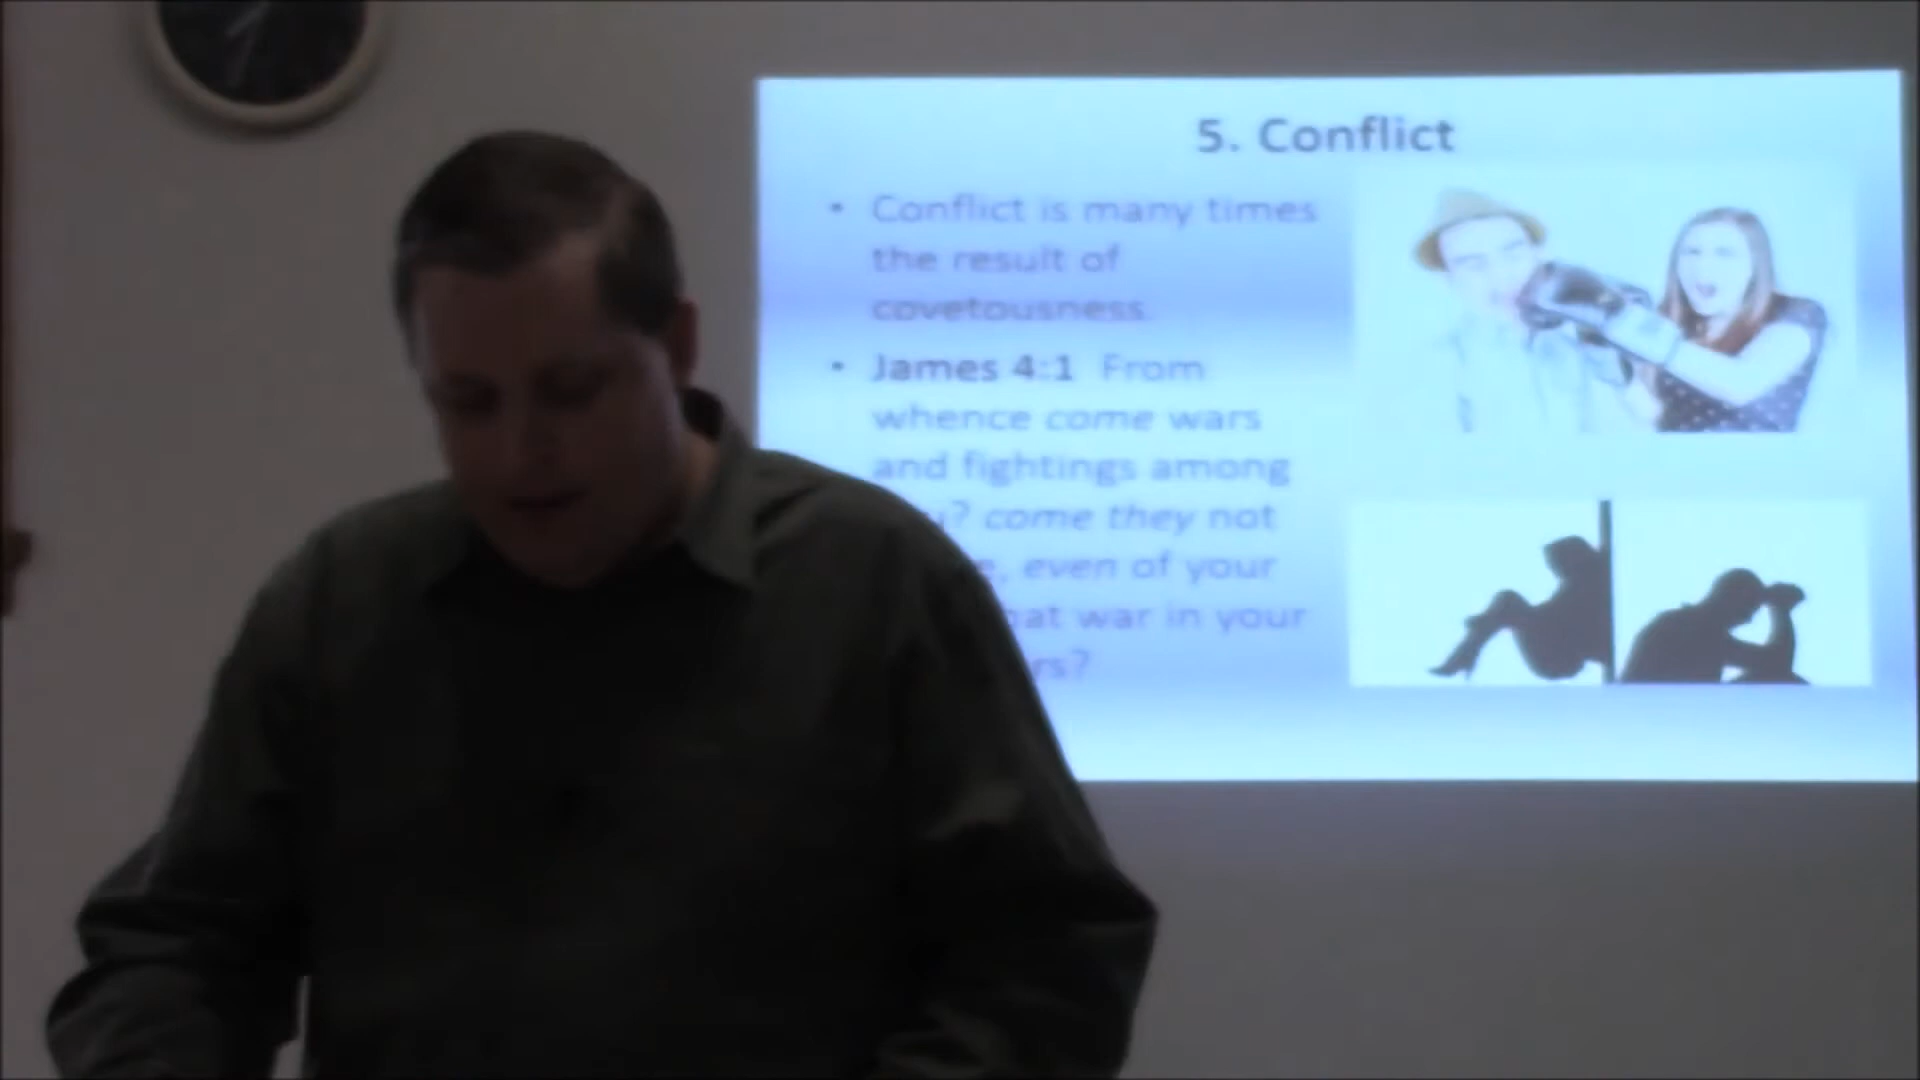 5. Conflict
• Conflict is many times
the result of
covetousness.
• James 4:1 From
whence come wars
and fightings among
? come they not
, even of your
war in your